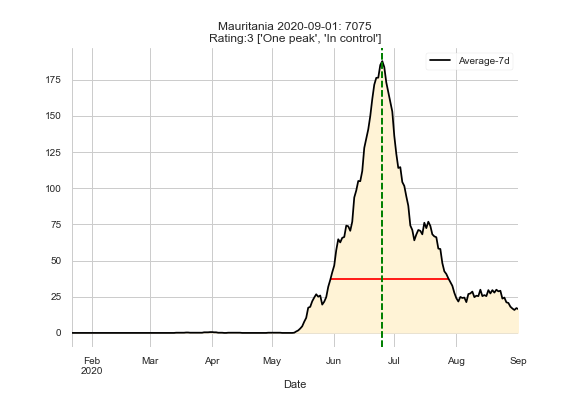 Mauritania 2020-09-01: 7075
Rating:3 ['One peak', 'In control']
Average-7d
175
150
125
100
75
50
25
0
Feb Mar Apr May Jun Jul Aug Sep
2020
Date